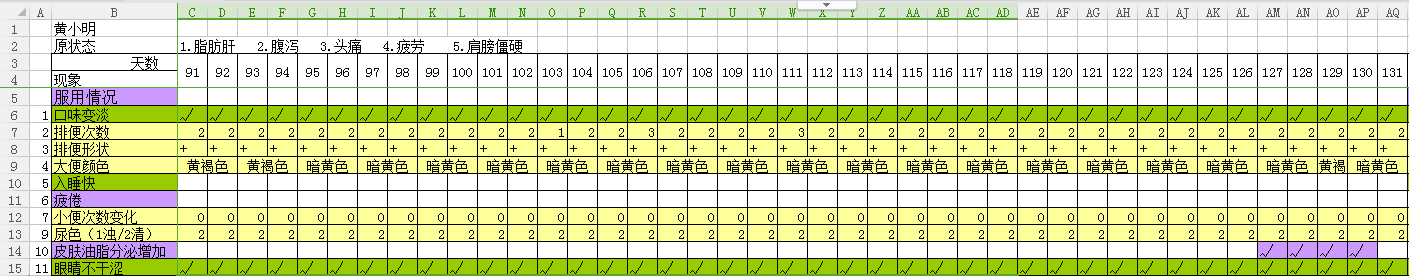 A B C D E F G H I J K L M N O P Q R S T U V W X Y Z AA AB AC AD AE AF AG AH AI AJ AK AL AM AN AO AP AQ
1 黄小明
2 原状态 1.脂肪肝 2.腹泻 3.头痛 4.疲劳 5.肩膀僵硬
3 天数 91 92 93 94 95 96 97 98 99 100 101 102 103 104 105 106 107 108 109 110 111 112 113 114 115 116 117 118 119 120 121 122 123 124 125 126 127 128 129 130 131
4 现象
5 服用情况
6 1 口味变淡 √ √ √ √ √ √ √ √ √ √ √ √ √ √ √ √ √ √ √ √ √ √ √ √ √ √ √ √ √ √ √ √ √ √ √ √ √ √ √ √ √
7 2 排便次数 2 2 2 2 2 2 2 2 2 2 2 2 1 2 2 3 2 2 2 2 3 2 2 2 2 2 2 2 2 2 2 2 2 2 2 2 2 2 2 2 2
8 3 排便形状 + + + + + + + + + + + + + + + + + + + + + + + + + + + + + + + + + + + + + + + + +
9 4 大便颜色 黄褐色 黄褐色 暗黄色 暗黄色 暗黄色 暗黄色 暗黄色 暗黄色 暗黄色 暗黄色 暗黄色 暗黄色 暗黄色 暗黄色 暗黄色 暗黄色 暗黄色 暗黄色 暗黄色 黄褐 暗黄色
10 5 入睡快
11 6 疲倦
12 7 小便次数变化 0 0 0 0 0 0 0 0 0 0 0 0 0 0 0 0 0 0 0 0 0 0 0 0 0 0 0 0 0 0 0 0 0 0 0 0 0 0 0 0 0
13 9 尿色（1浊/2清） 2 2 2 2 2 2 2 2 2 2 2 2 2 2 2 2 2 2 2 2 2 2 2 2 2 2 2 2 2 2 2 2 2 2 2 2 2 2 2 2 2
14 10 皮肤油脂分泌增加 √ √ √ √
15 11 眼睛不干涩 √ √ √ √ √ √ √ √ √ √ √ √ √ √ √ √ √ √ √ √ √ √ √ √ √ √ √ √ √ √ √ √ √ √ √ √ √ √ √ √ √